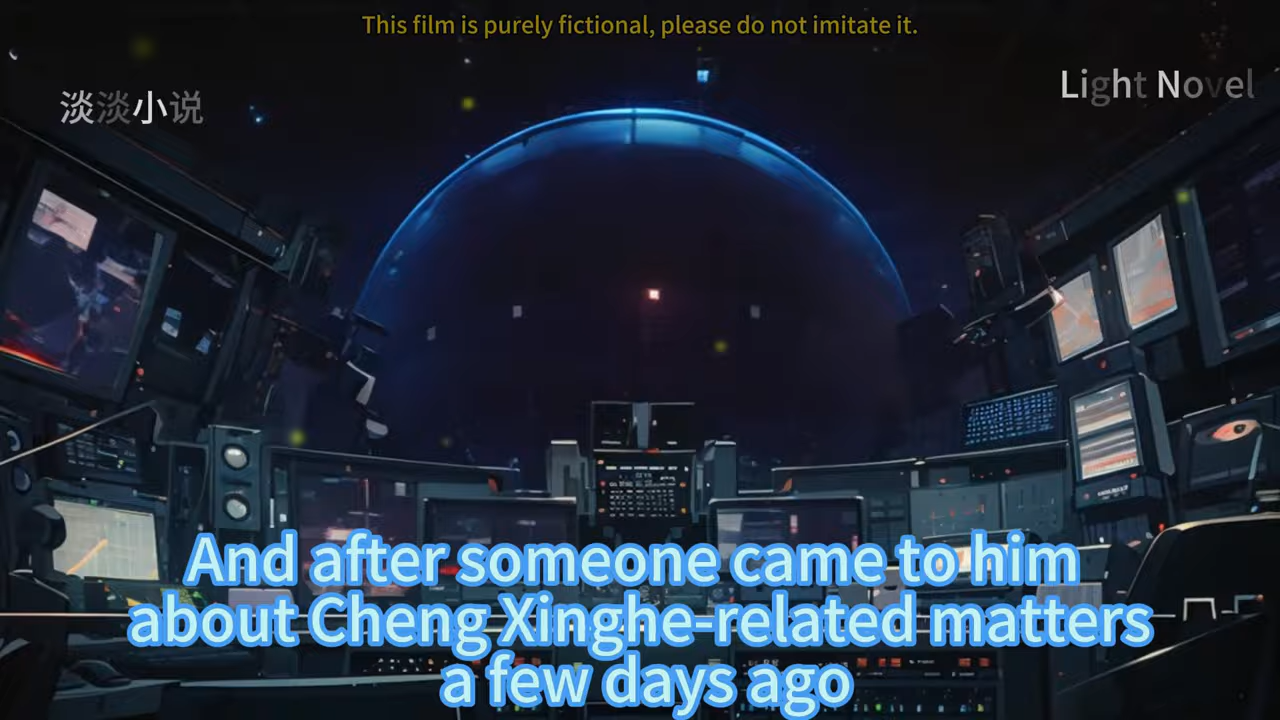 This film is purely fictional, please do not imitate it.
淡淡小说
Light Novel
And after someone came to him
about Cheng Xinghe-related matters
a few days ago